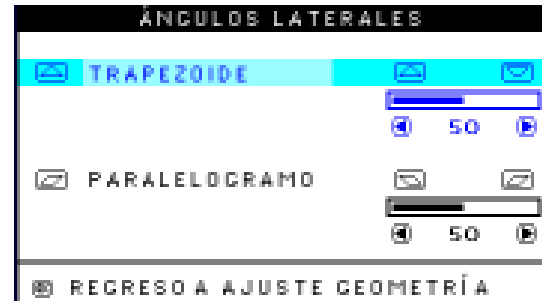 ÁNGULOS LATERALES
TRAPEZOIDE
50
PARALELOGRAMO
50
REGRESO A AJUSTE GEOMETRÍA